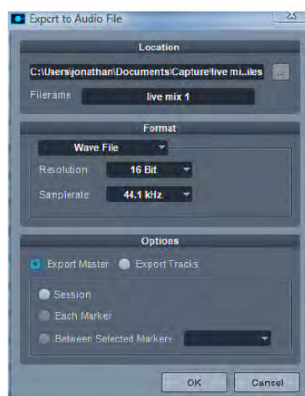 Export to Audio File
Location
C:\Users\jonathan\Documents\Capture\live mi..iles ...
Filename live mix 1
Format
Wave File
Resolution: 16 Bit
Samplerate: 44.1 kHz
Options
Export Master Export Tracks
Session
Each Marker
Between Selected Markers:
OK Cancel